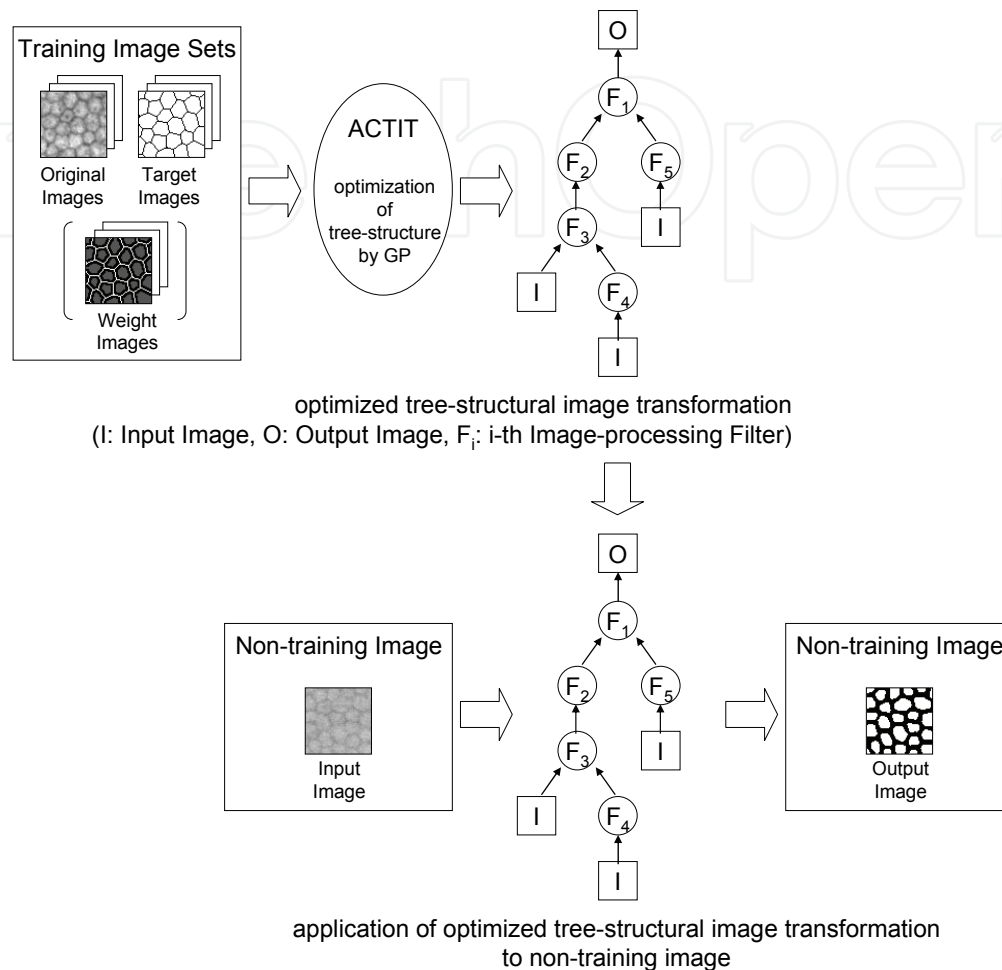 Training Image Sets
Original
Images
Target
Images
Weight
Images
ACTIT
optimization
of
tree-structure
by GP
O
F1
F2
F5
F3
I
I
F4
I
optimized tree-structural image transformation
(I: Input Image, O: Output Image, Fi: i-th Image-processing Filter)
Non-training Image
Input
Image
O
F1
F2
F5
F3
I
I
F4
I
Non-training Image
Output
Image
application of optimized tree-structural image transformation
to non-training image